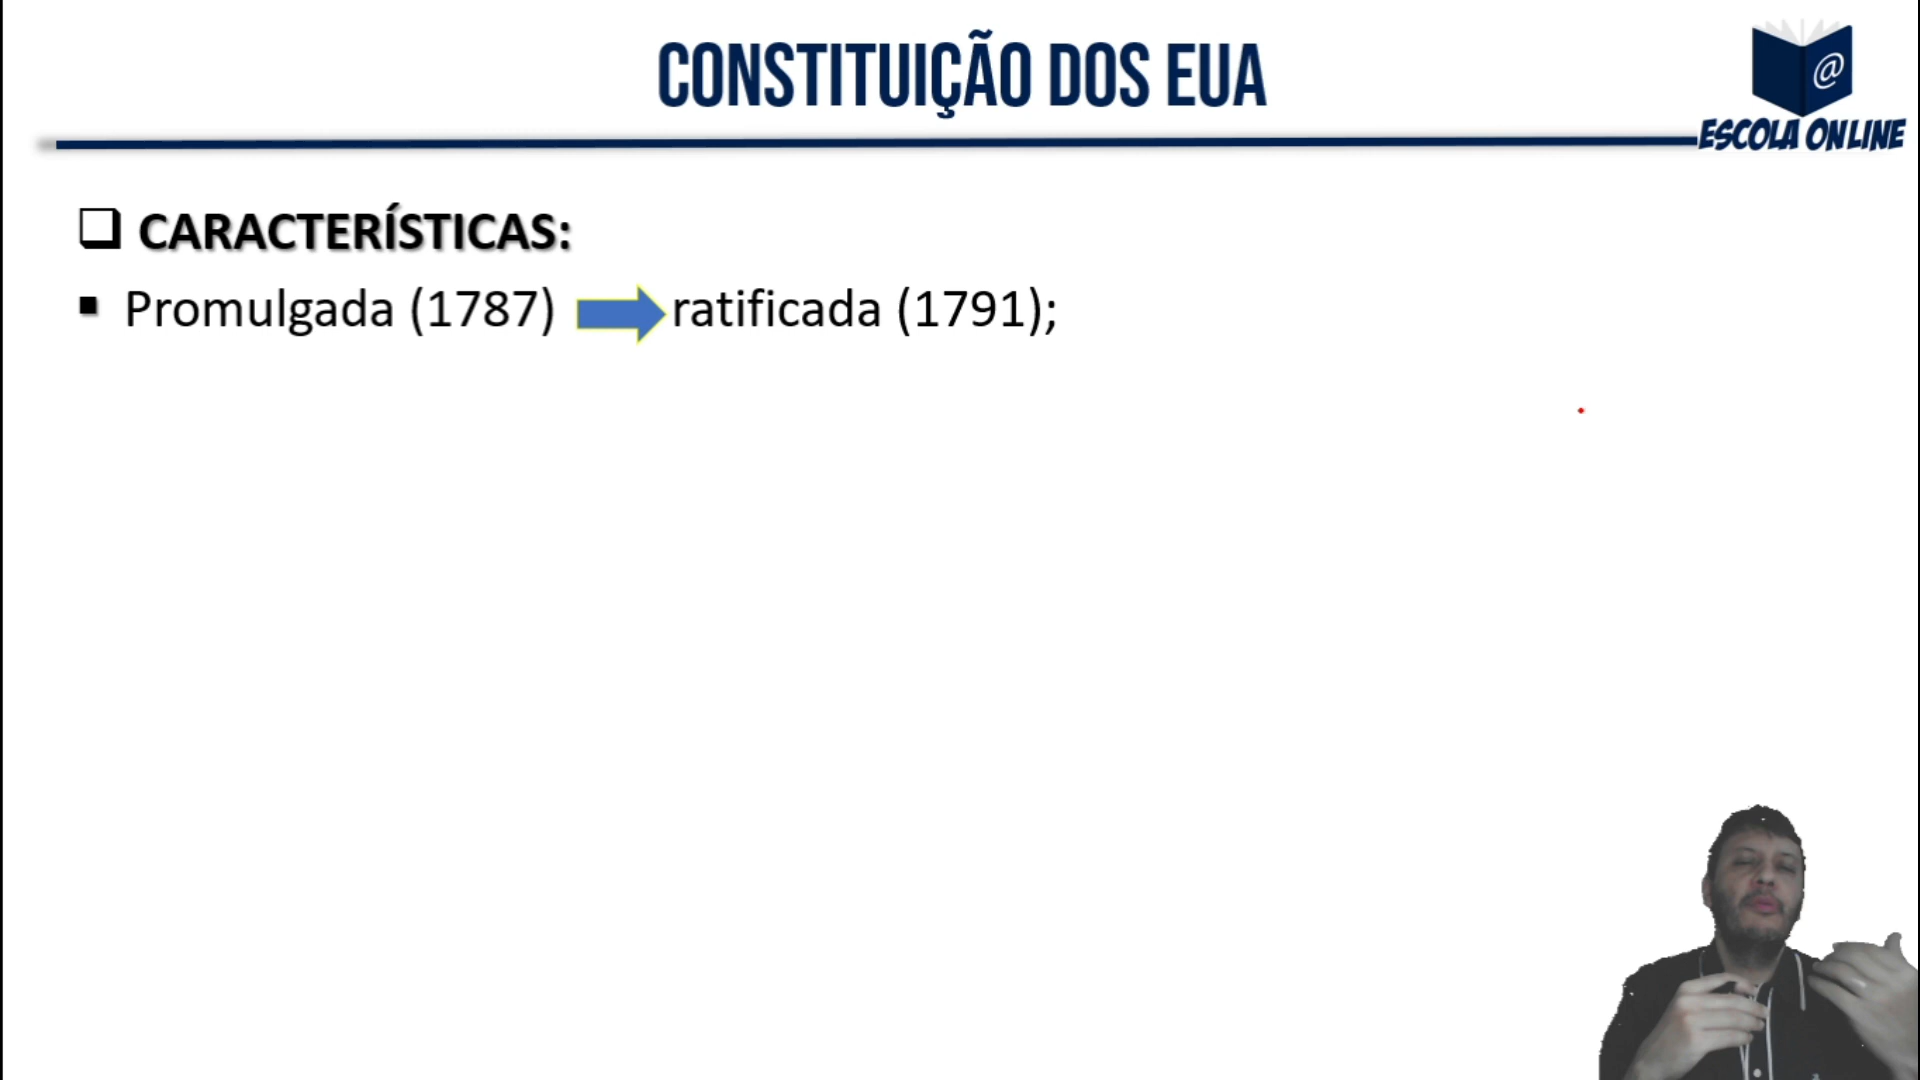 CONSTITUIÇÃO DOS EUA
@
ESCOLA ONLINE
CARACTERÍSTICAS:
Promulgada (1787) ratificada (1791);